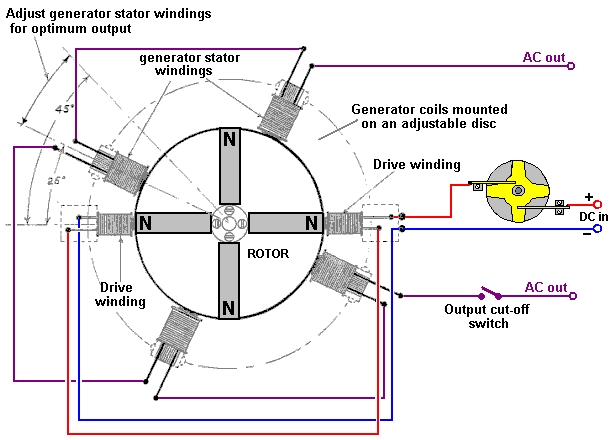 Adjust generator stator windings
for optimum output
generator stator
windings
AC out
Generator coils mounted
on an adjustable disc
Drive winding
45°
N
N
N
N
ROTOR
+
DC in
−
Drive
winding
AC out
Output cut-off
switch